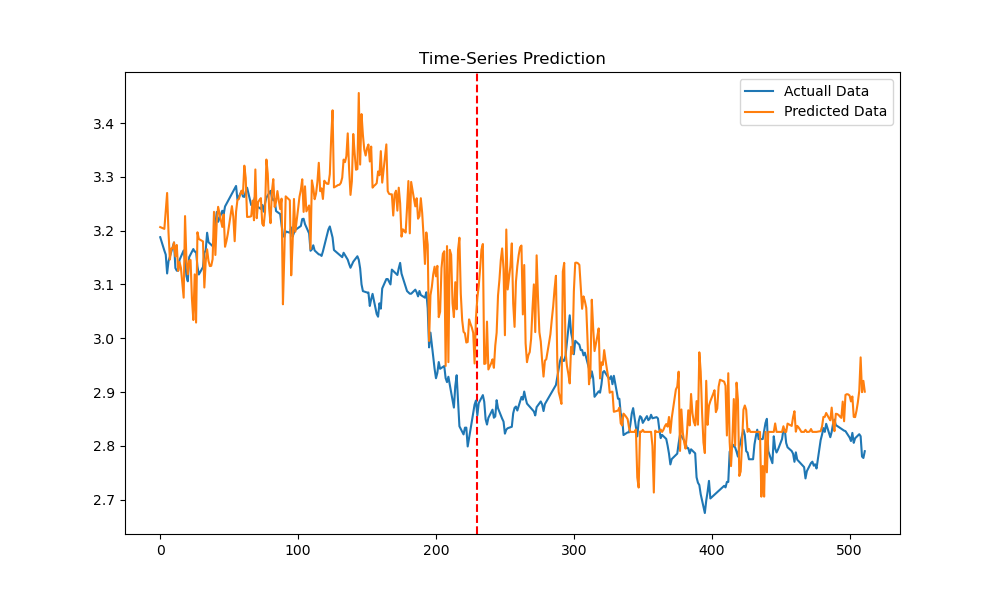 Time-Series Prediction
Actuall Data
Predicted Data
3.4
3.3
3.2
3.1
3.0
2.9
2.8
2.7
0 100 200 300 400 500